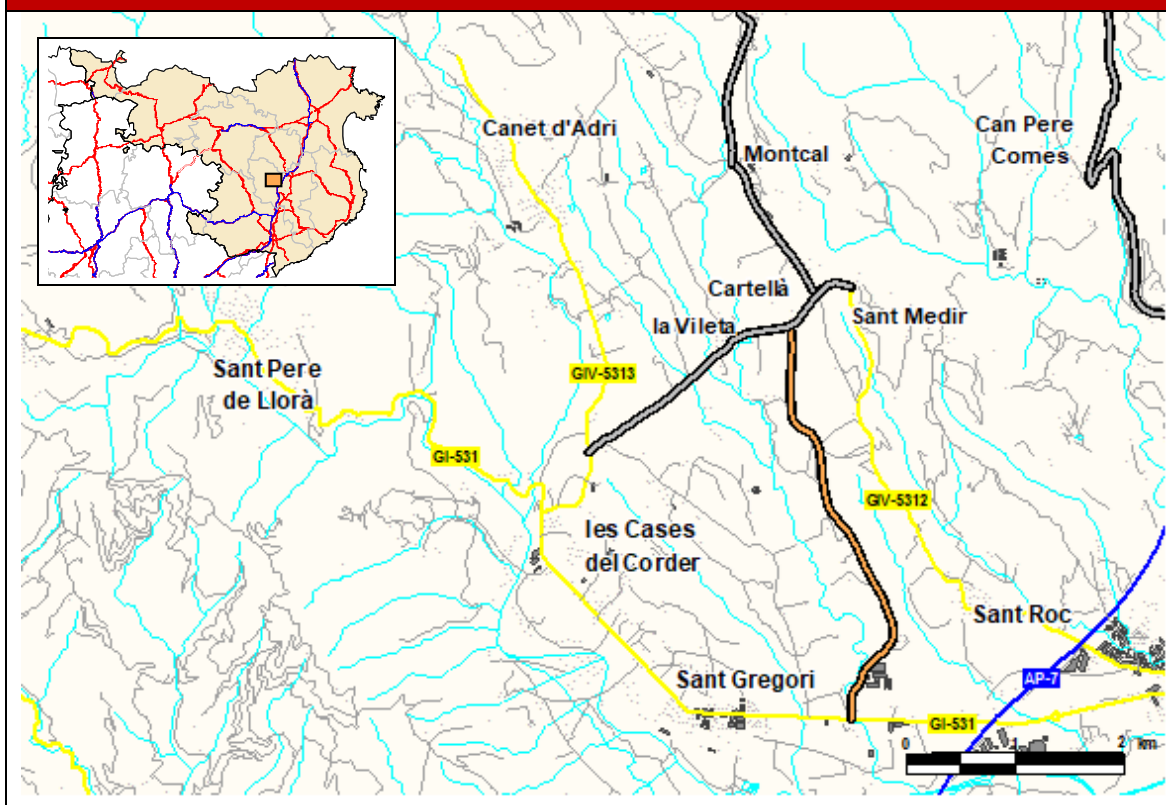 Canet d'Adri
Can Pere
Comes
Montcal
Cartellà
Sant Medir
la Vileta
Sant Pere
de Llorà
GIV-5313
GI-531
GIV-5312
les Cases
del Corder
Sant Roc
Sant Gregori
AP-7
GI-531
0 1 2 km